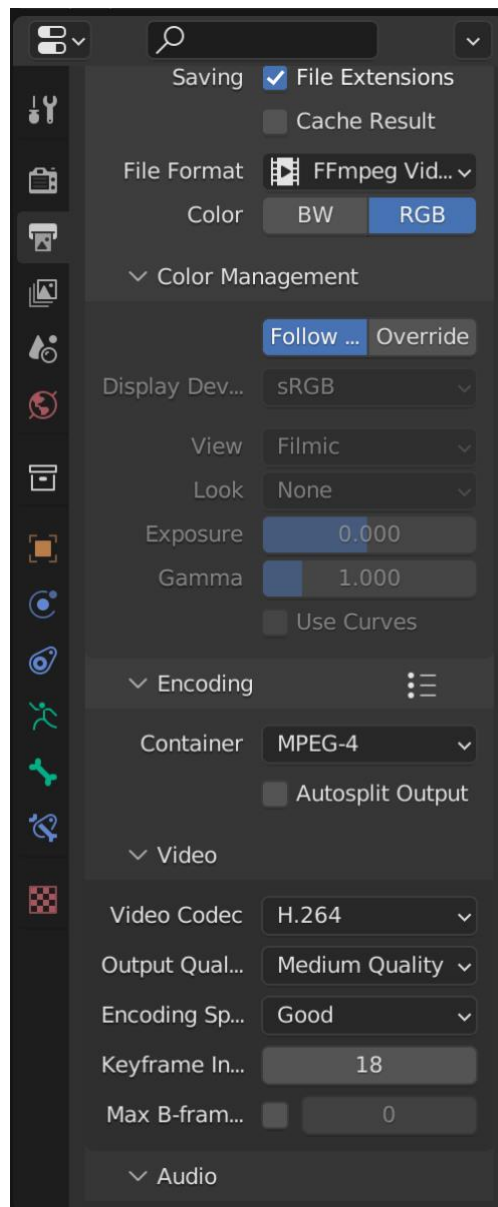 Saving File Extensions
Cache Result
File Format FFmpeg Vid...
Color BW RGB
Color Management
Follow ... Override
Display Dev... sRGB
View Filmic
Look None
Exposure 0.000
Gamma 1.000
Use Curves
Encoding
Container MPEG-4
Autosplit Output
Video
Video Codec H.264
Output Qual... Medium Quality
Encoding Sp... Good
Keyframe In... 18
Max B-fram... 0
Audio